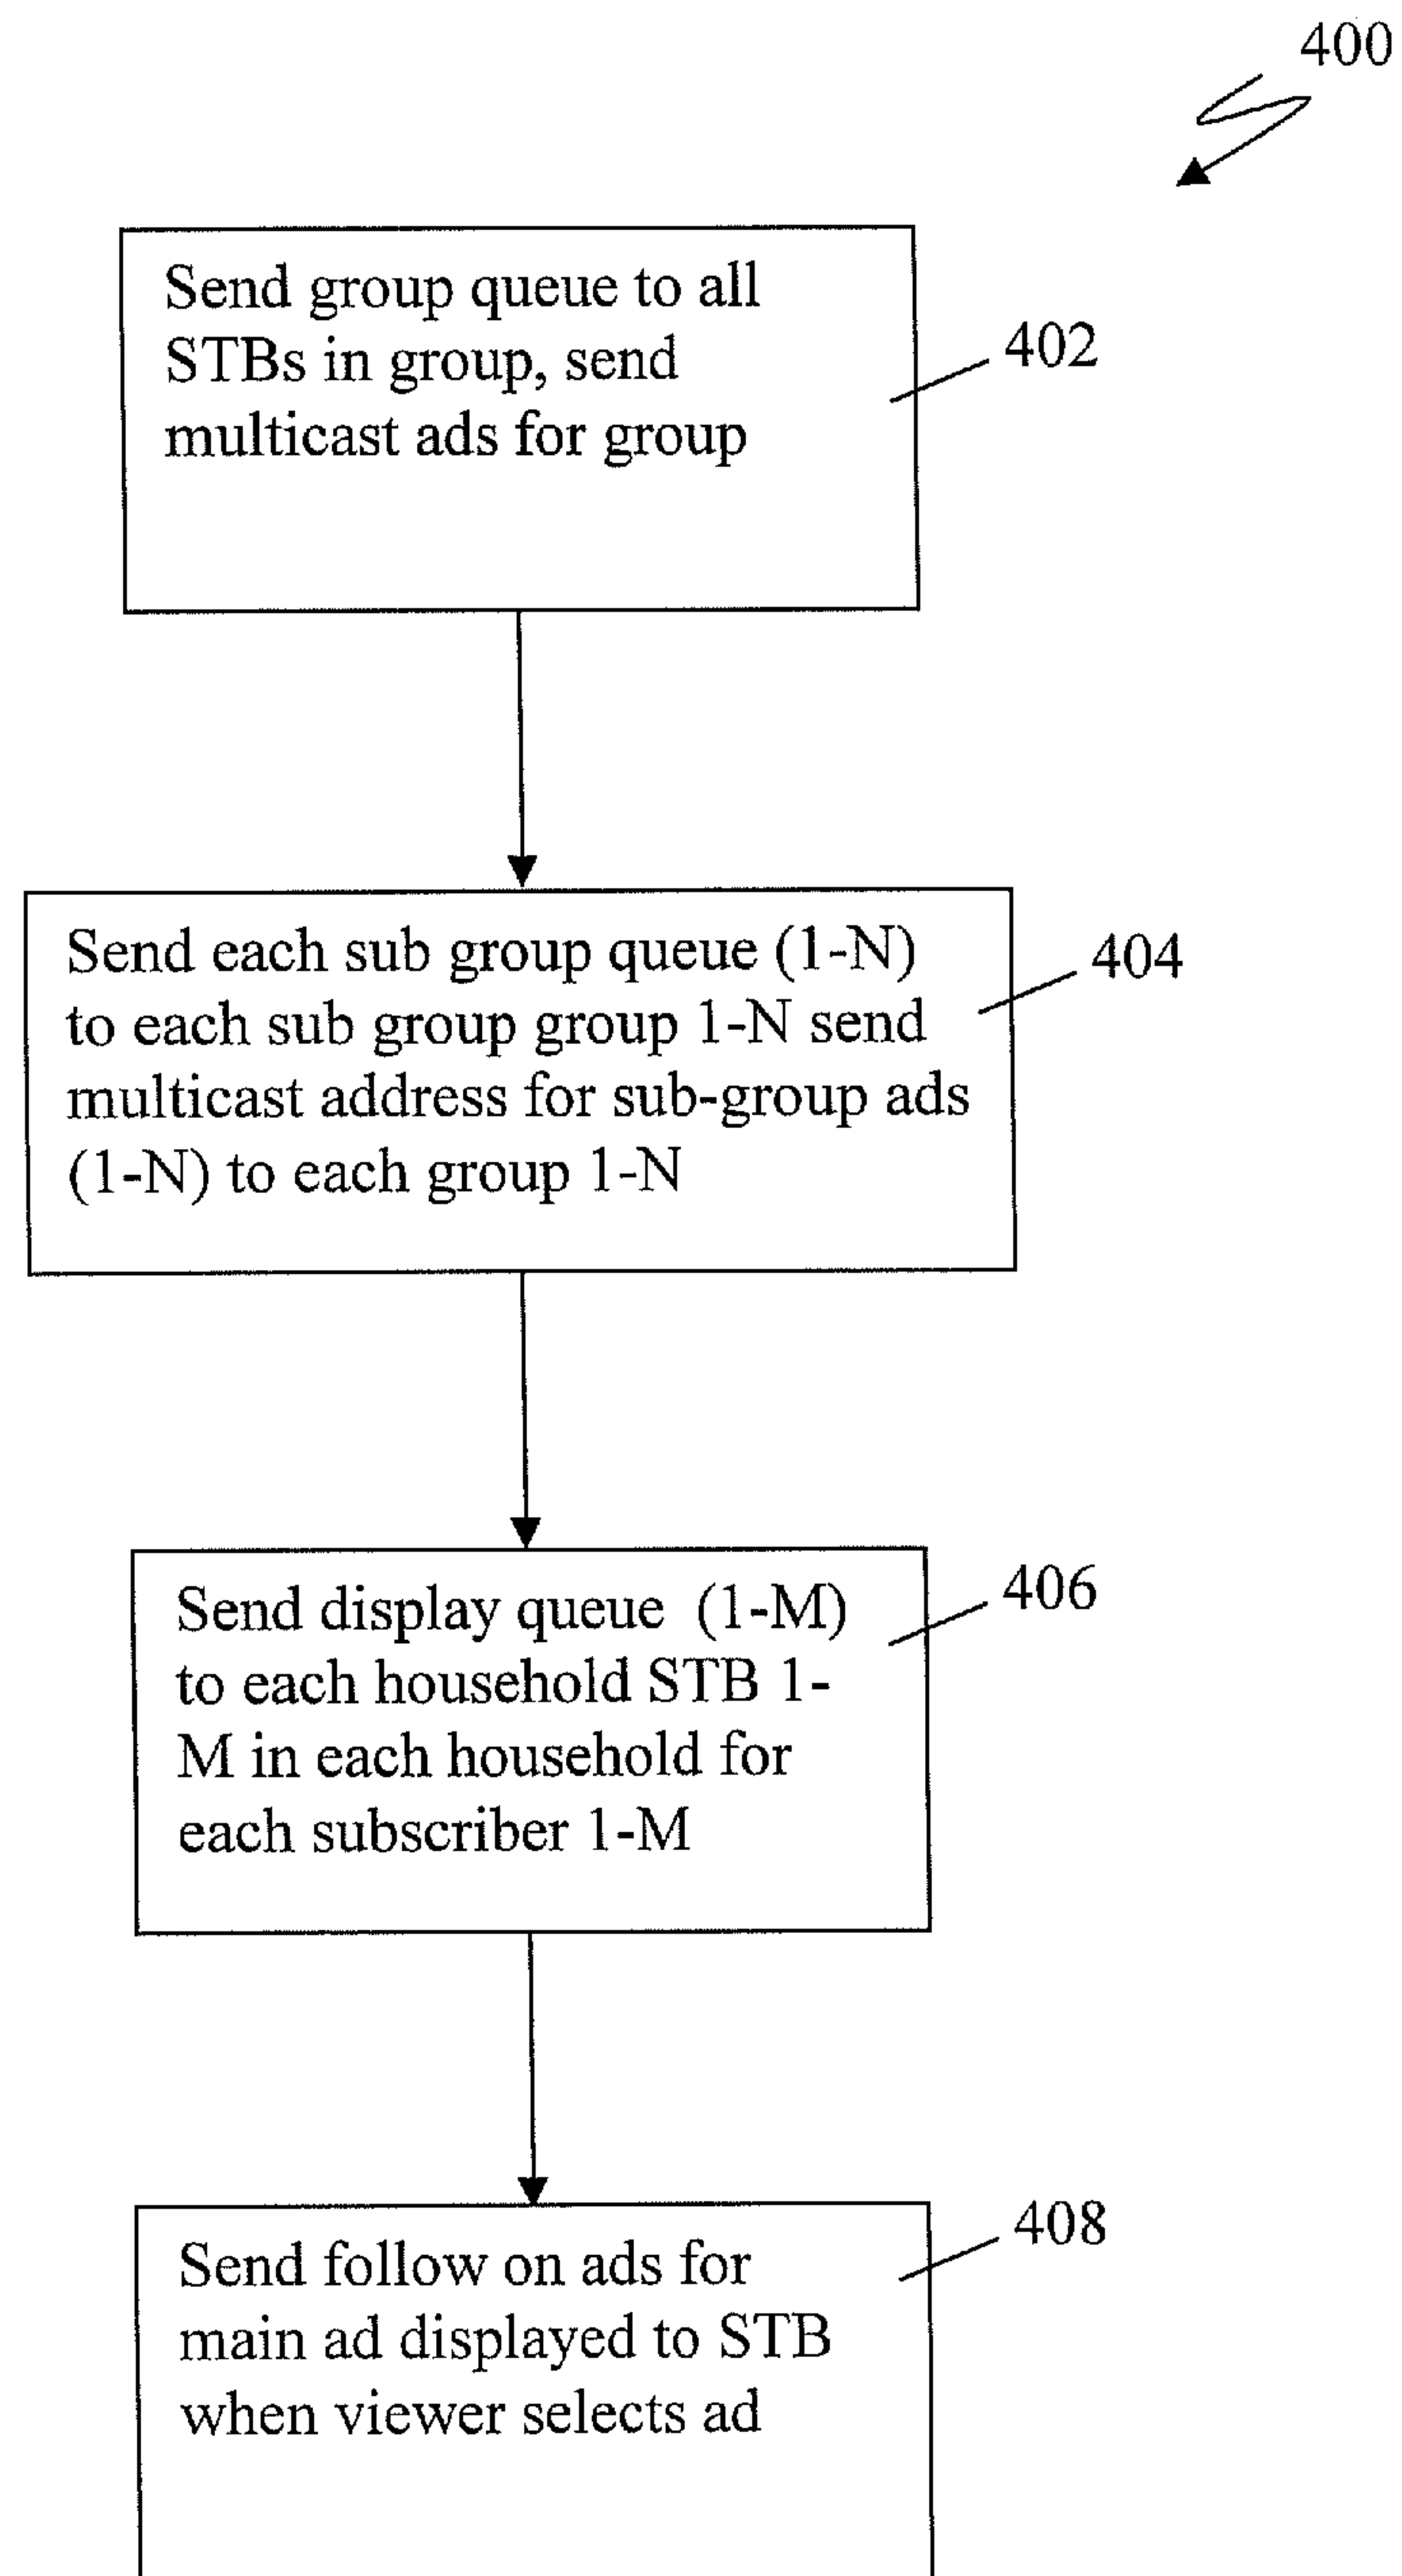 400
Send group queue to all
STBs in group, send
multicast ads for group
402
Send each sub group queue (1-N)
to each sub group group 1-N send
multicast address for sub-group ads
(1-N) to each group 1-N
404
Send display queue (1-M)
to each household STB 1-
M in each household for
each subscriber 1-M
406
Send follow on ads for
main ad displayed to STB
when viewer selects ad
408